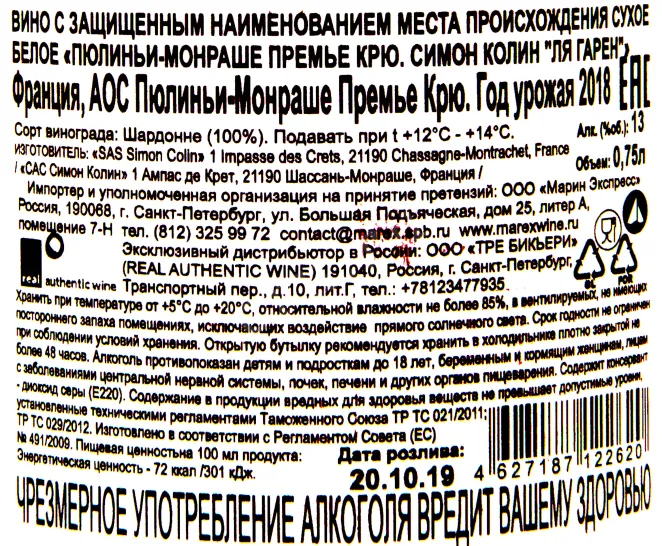 ВИНО С ЗАЩИЩЕННЫМ НАИМЕНОВАНИЕМ МЕСТА ПРОИСХОЖДЕНИЯ СУХОЕ
БЕЛОЕ «ПЮЛИНЬИ-МОНРАШЕ ПРЕМЬЕ КРЮ. СИМОН КОЛИН "ЛЯ ГАРЕН"»
Франция, АОС Пюлиньи-Монраше Премье Крю. Год урожая 2018 ЕАС
Сорт винограда: Шардонне (100%). Подавать при t +12°C - +14°C. Алк. (%об.): 13
ИЗГОТОВИТЕЛЬ: «SAS Simon Colin» 1 Impasse des Crets, 21190 Chassagne-Montrachet, France Объем: 0,75л
/ «САС Симон Колин» 1 Ампас де Крет, 21190 Шассань-Монраше, Франция /
Импортер и уполномоченная организация на принятие претензий: ООО «Марин Экспресс»
Россия, 190068, г. Санкт-Петербург, ул. Большая Подъяческая, дом 25, литер А,
помещение 7-Н тел. (812) 325 99 72 contact@marex.spb.ru www.marexwine.ru
Эксклюзивный дистрибьютор в России: ООО «ТРЕ БИКЬЕРИ»
(REAL AUTHENTIC WINE) 191040, Россия, г. Санкт-Петербург,
real authentic wine Транспортный пер., д.10, лит.Г, тел.: +78123477935.
GL FOR
Хранить при температуре от +5°C до +20°C, относительной влажности не более 85%, в вентилируемых, не имеющих
постороннего запаха помещениях, исключающих воздействие прямого солнечного света. Срок годности не ограничен
при соблюдении условий хранения. Открытую бутылку рекомендуется хранить в холодильнике плотно закрытой не
более 48 часов. Алкоголь противопоказан детям и подросткам до 18 лет, беременным и кормящим женщинам, лицам
с заболеваниями центральной нервной системы, почек, печени и других органов пищеварения. Содержит консервант
- диоксид серы (Е220). Содержание в продукции вредных для здоровья веществ не превышает допустимые уровни,
установленные техническими регламентами Таможенного Союза ТР ТС 021/2011;
ТР ТС 029/2012. Изготовлено в соответствии с Регламентом Совета (ЕС)
№ 491/2009. Пищевая ценностьна 100 мл продукта:
Энергетическая ценность - 72 ккал /301 кДж.
Дата розлива:
20.10.19
4 627187 122620
ЧРЕЗМЕРНОЕ УПОТРЕБЛЕНИЕ АЛКОГОЛЯ ВРЕДИТ ВАШЕМУ ЗДОРОВЬЮ